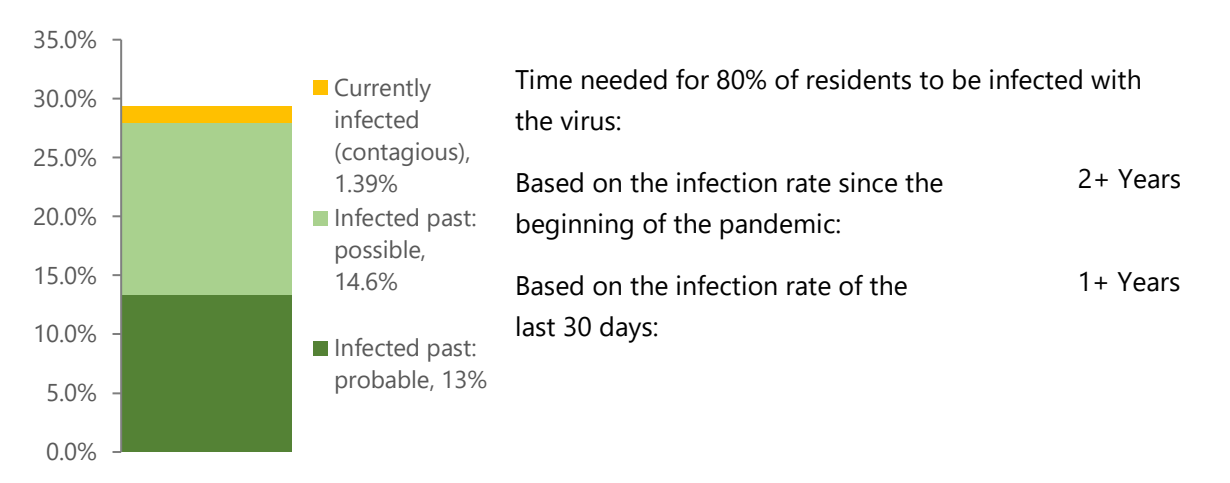 35.0%
30.0%
25.0%
20.0%
15.0%
10.0%
5.0%
0.0%
Currently
infected
(contagious),
1.39%
Infected past:
possible,
14.6%
Infected past:
probable, 13%
Time needed for 80% of residents to be infected with
the virus:
Based on the infection rate since the
beginning of the pandemic:
2+ Years
Based on the infection rate of the
last 30 days:
1+ Years